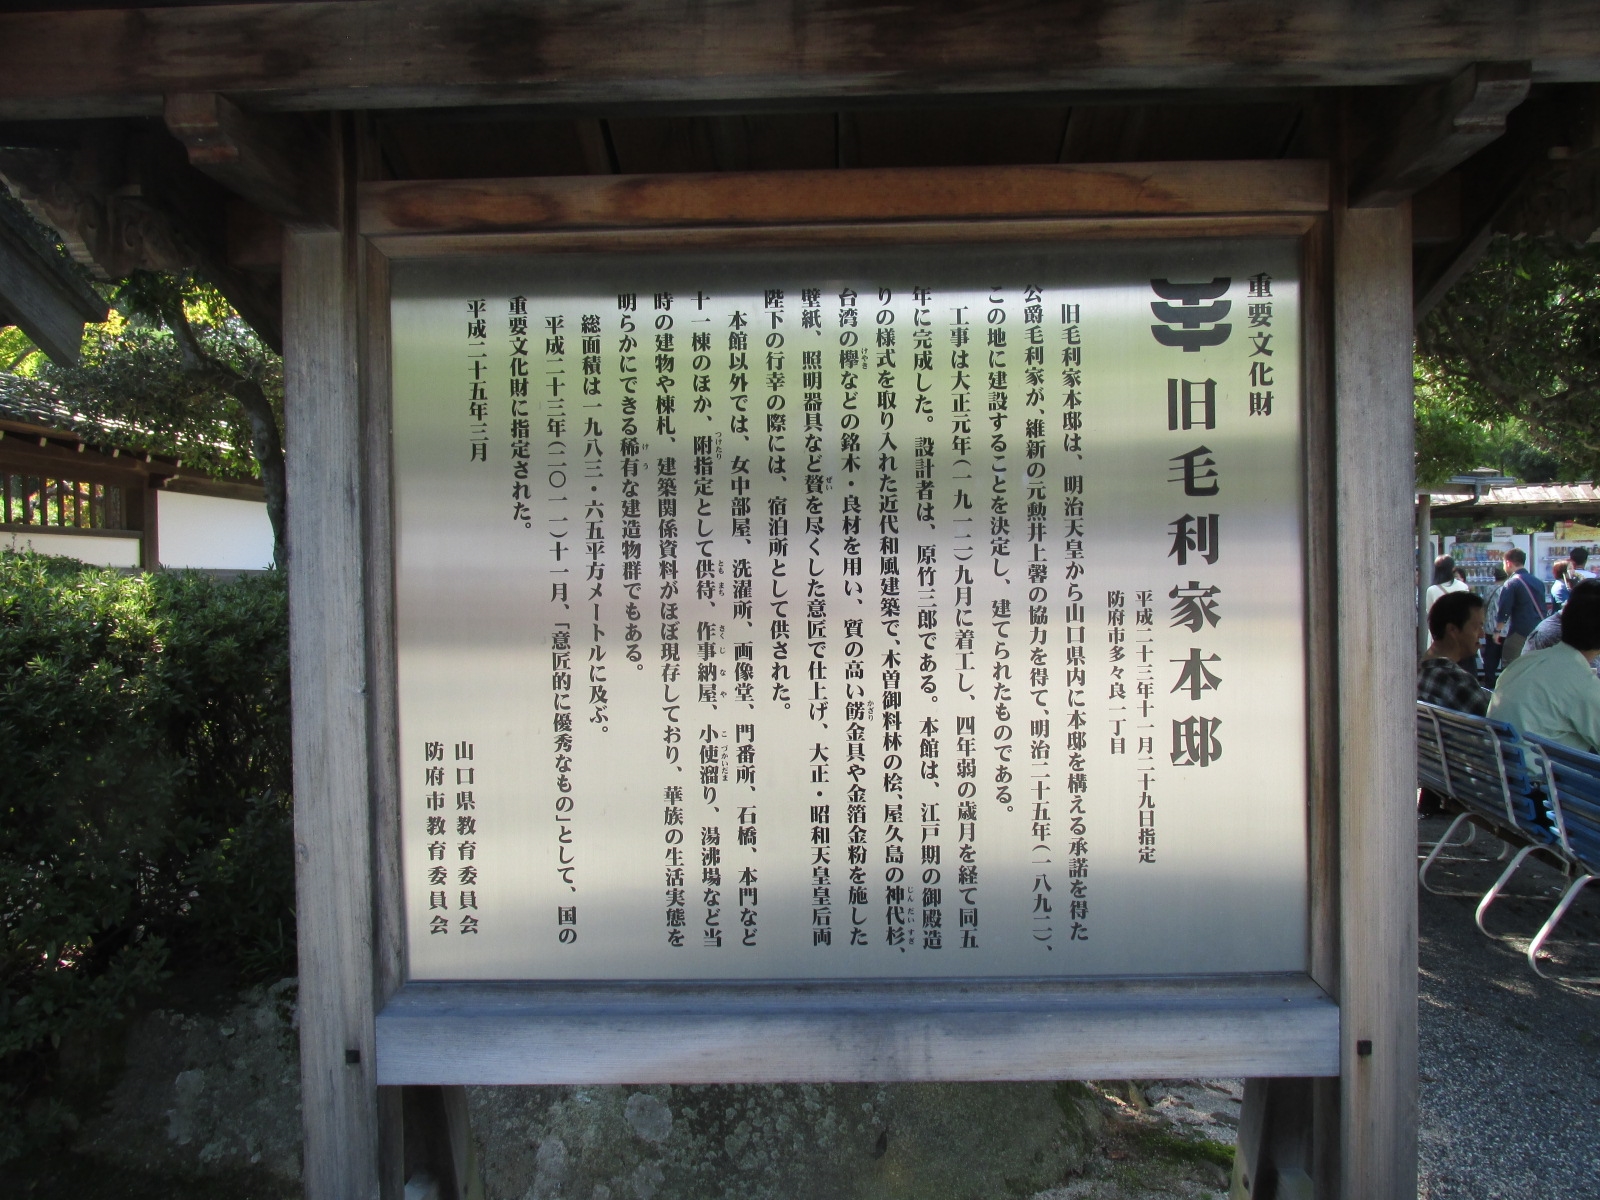 重要文化財
旧毛利家本邸
平成二十三年十一月二十九日指定
防府市多々良一丁目
旧毛利家本邸は、明治天皇から山口県内に本邸を構える承諾を得た
公爵毛利家が、維新の元勲井上馨の協力を得て、明治二十五年(一八九二)、
この地に建設することを決定し、建てられたものである。
工事は大正元年(一九一二)九月に着工し、四年弱の歳月を経て同五
年に完成した。設計者は、原竹三郎である。本館は、江戸期の御殿造
りの様式を取り入れた近代和風建築で、木曽御料林の桧、屋久島の神代杉、
台湾の欅などの銘木・良材を用い、質の高い餝金具や金箔金粉を施した
壁紙、照明器具など贅を尽くした意匠で仕上げ、大正・昭和天皇皇后両
陛下の行幸の際には、宿泊所として供された。
本館以外では、女中部屋、洗濯所、画像堂、門番所、石橋、本門など
十一棟のほか、附指定として供待、作事納屋、小使溜り、湯沸場など当
時の建物や棟札、建築関係資料がほぼ現存しており、華族の生活実態を
明らかにできる稀有な建造物群でもある。
総面積は一九八三・六五平方メートルに及ぶ。
平成二十三年(二〇一一)十一月、「意匠的に優秀なもの」として、国の
重要文化財に指定された。
平成二十五年三月
山口県教育委員会
防府市教育委員会